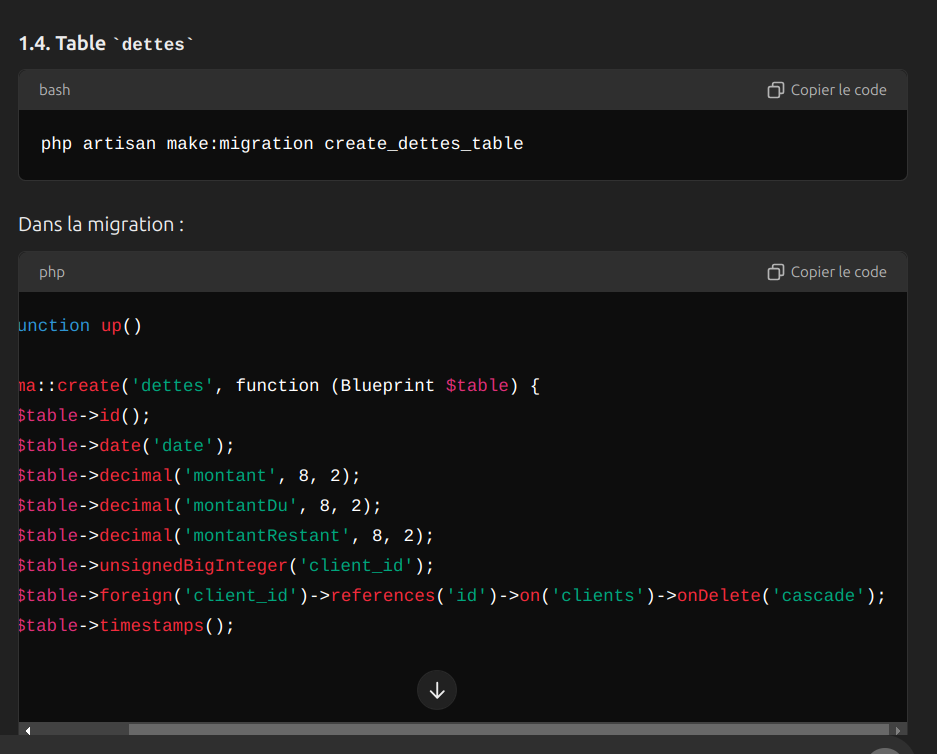 1.4. Table `dettes`
bash
Copier le code
php artisan make:migration create_dettes_table
Dans la migration :
php
Copier le code
unction up()
ma::create('dettes', function (Blueprint $table) {
$table->id();
$table->date('date');
$table->decimal('montant', 8, 2);
$table->decimal('montantDu', 8, 2);
$table->decimal('montantRestant', 8, 2);
$table->unsignedBigInteger('client_id');
$table->foreign('client_id')->references('id')->on('clients')->onDelete('cascade');
$table->timestamps();